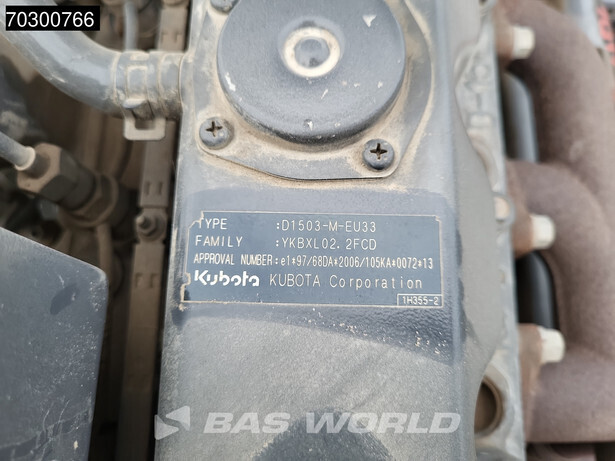 70300766
TYPE :D1503-M-EU33
FAMILY :YKBXL02.2FCD
APPROVAL NUMBER:e1*97/68DA*2006/105KA*0072*13
Kubota KUBOTA Corporation
1H355-2
BAS WORLD